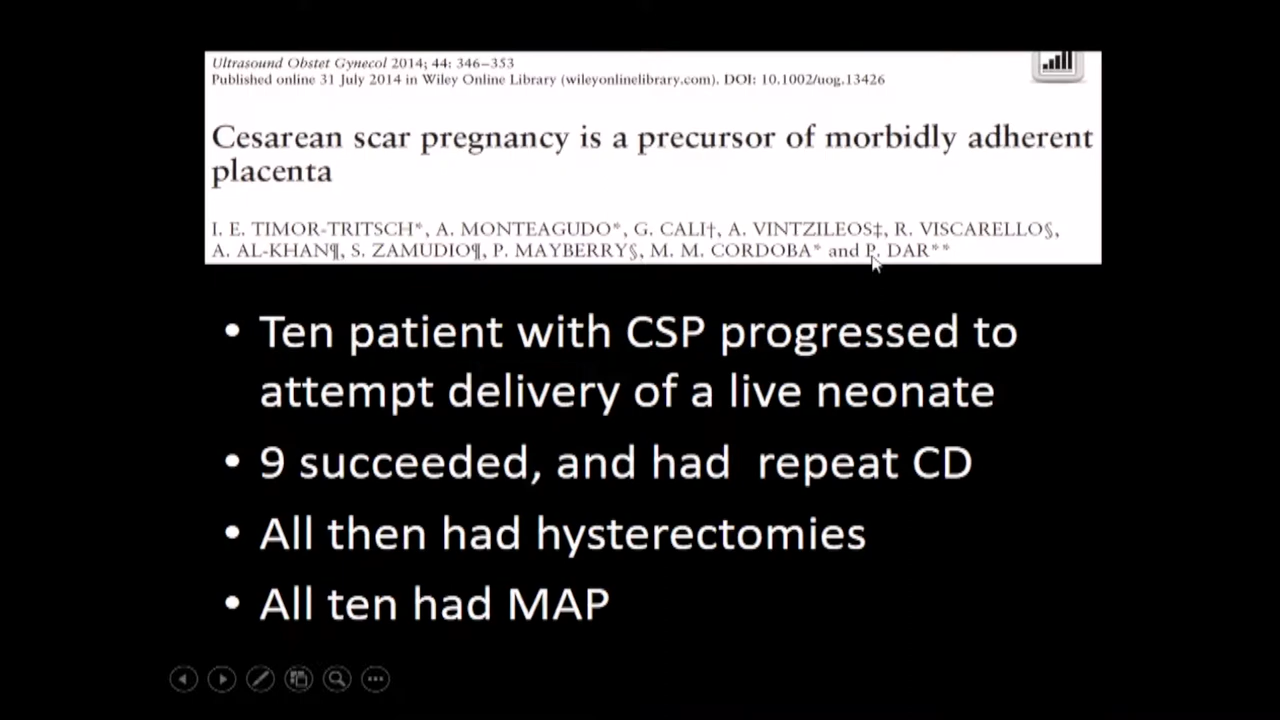 Ultrasound Obstet Gynecol 2014; 44: 346–353
Published online 31 July 2014 in Wiley Online Library (wileyonlinelibrary.com). DOI: 10.1002/uog.13426
Cesarean scar pregnancy is a precursor of morbidly adherent
placenta
I. E. TIMOR-TRITSCH*, A. MONTEAGUDO*, G. CALI†, A. VINTZILEOS‡, R. VISCARELLO§,
A. AL-KHAN¶, S. ZAMUDIO¶, P. MAYBERRY§, M. M. CORDOBA* and P. DAR**
• Ten patient with CSP progressed to
attempt delivery of a live neonate
• 9 succeeded, and had repeat CD
• All then had hysterectomies
• All ten had MAP